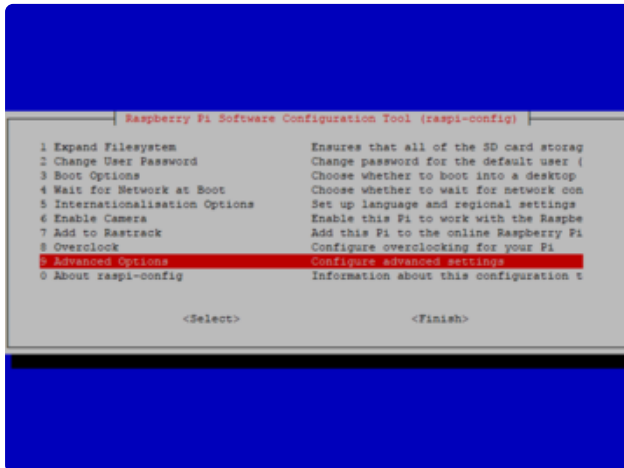 Raspberry Pi Software Configuration Tool (raspi-config)
1 Expand Filesystem Ensures that all of the SD card storag
2 Change User Password Change password for the default user (
3 Boot Options Choose whether to boot into a desktop
4 Wait for Network at Boot Choose whether to wait for network con
5 Internationalisation Options Set up language and regional settings
6 Enable Camera Enable this Pi to work with the Raspbe
7 Add to Rastrack Add this Pi to the online Raspberry Pi
8 Overclock Configure overclocking for your Pi
9 Advanced Options Configure advanced settings
0 About raspi-config Information about this configuration t
<Select> <Finish>